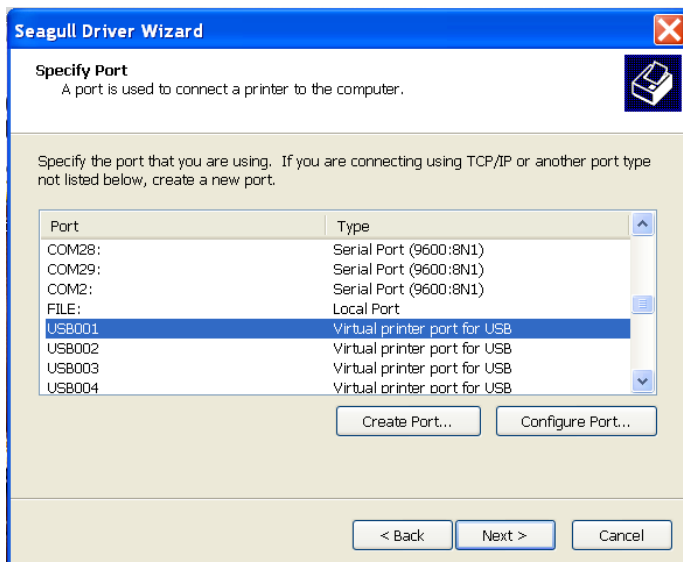 Seagull Driver Wizard
Specify Port
A port is used to connect a printer to the computer.
Specify the port that you are using. If you are connecting using TCP/IP or another port type
not listed below, create a new port.
Port Type
COM28: Serial Port (9600:8N1)
COM29: Serial Port (9600:8N1)
COM2: Serial Port (9600:8N1)
FILE: Local Port
USB001 Virtual printer port for USB
USB002 Virtual printer port for USB
USB003 Virtual printer port for USB
USB004 Virtual printer port for USB
Create Port... Configure Port...
< Back Next > Cancel